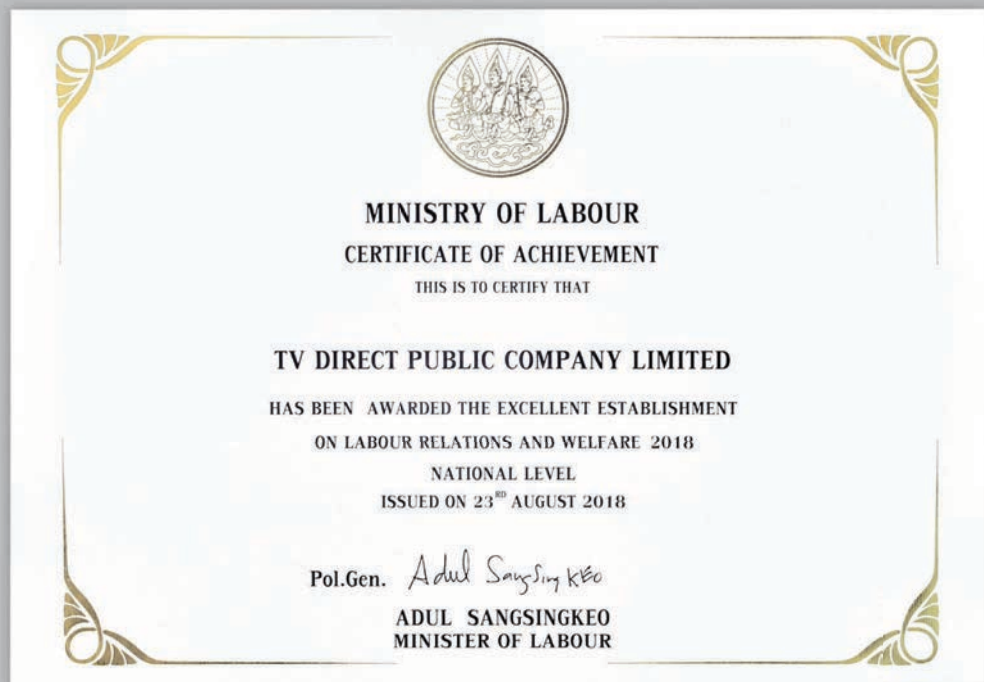 MINISTRY OF LABOUR
CERTIFICATE OF ACHIEVEMENT
THIS IS TO CERTIFY THAT
TV DIRECT PUBLIC COMPANY LIMITED
HAS BEEN AWARDED THE EXCELLENT ESTABLISHMENT
ON LABOUR RELATIONS AND WELFARE 2018
NATIONAL LEVEL
ISSUED ON 23RD AUGUST 2018
Pol.Gen. Adul SangSingKEO
ADUL SANGSINGKEO
MINISTER OF LABOUR